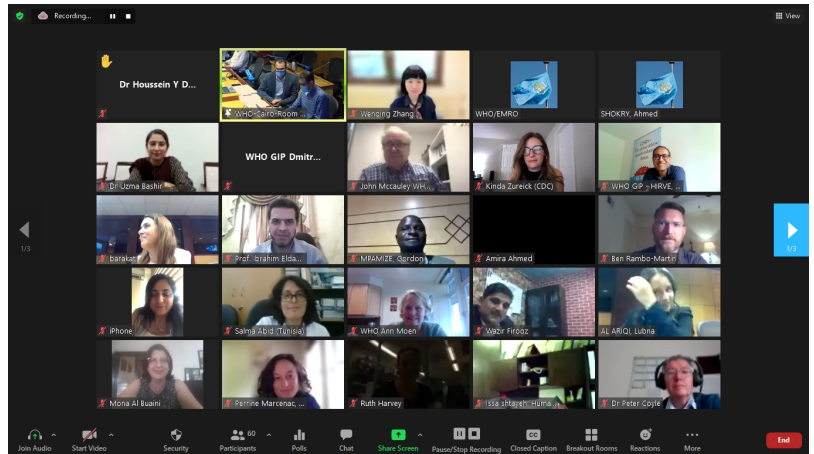 Recording...
View
Dr Houssein Y D...
WHO-Cairo-Room ...
Wenqing Zhang
WHO/EMRO
SHOKRY, Ahmed
Dr Uzma Bashir
WHO GIP Dmitr...
John Mccauley WH...
Kinda Zureick (CDC)
WHO GIP - HIRVE, ...
barakat
Prof. Ibrahim Elda...
MPAMIZE, Gordon
Amira Ahmed
Ben Rambo-Martin
1/3
1/3
iPhone
Salma Abid (Tunisia)
WHO Ann Moen
Wazir Firooz
AL ARIQI, Lubna
Mona Al Buaini
Perrine Marcenac, ...
Ruth Harvey
Issa shtayeh, Huma...
Dr Peter Coyle
Join Audio
Start Video
Security
Participants
60
Polls
Chat
Share Screen
Pause/Stop Recording
CC
Closed Caption
Breakout Rooms
Reactions
More
End